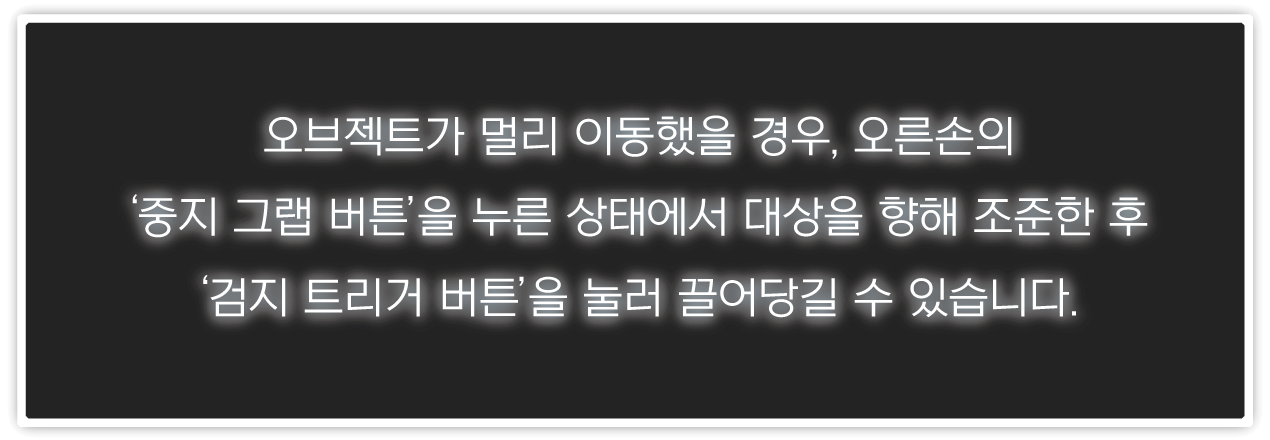 오브젝트가 멀리 이동했을 경우, 오른손의
‘중지 그랩 버튼’을 누른 상태에서 대상을 향해 조준한 후
‘검지 트리거 버튼’을 눌러 끌어당길 수 있습니다.